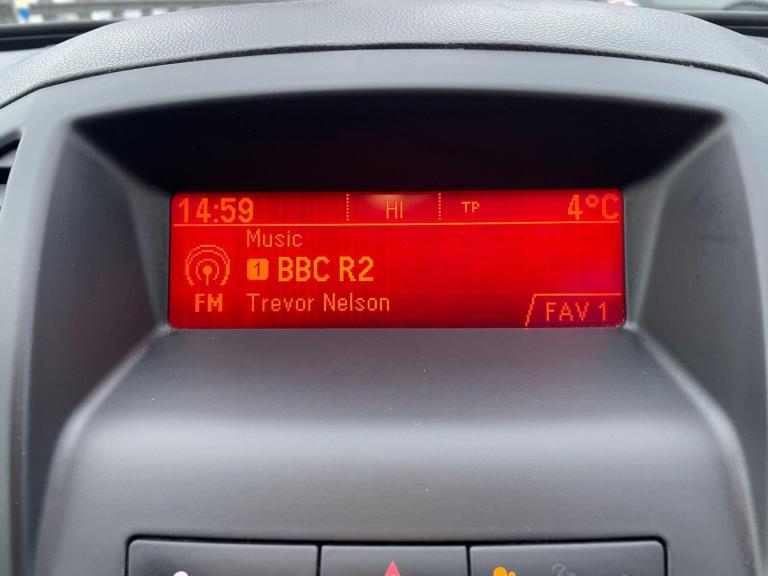 14:59 HI TP 4°C
Music
1 BBC R2
FM Trevor Nelson
FAV 1